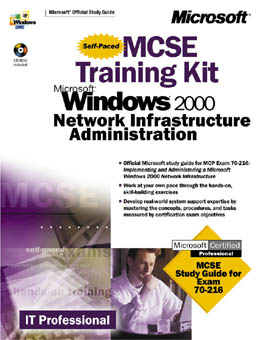 Microsoft® Official Study Guide
Microsoft®
Windows
CD-ROM
Included
Self-Paced
MCSE
Training Kit
Microsoft®
Windows 2000
Network Infrastructure
Administration
• Official Microsoft study guide for MCP Exam 70-216:
Implementing and Administering a Microsoft
Windows 2000 Network Infrastructure
• Work at your own pace through the hands-on,
skill-building exercises
• Develop real-world system support expertise by
mastering the concepts, procedures, and tasks
measured by certification exam objectives
MCSE
self-paced
MCSE
hands-on training
Microsoft Certified
Professional
MCSE
Study Guide for
Exam
70-216
IT Professional